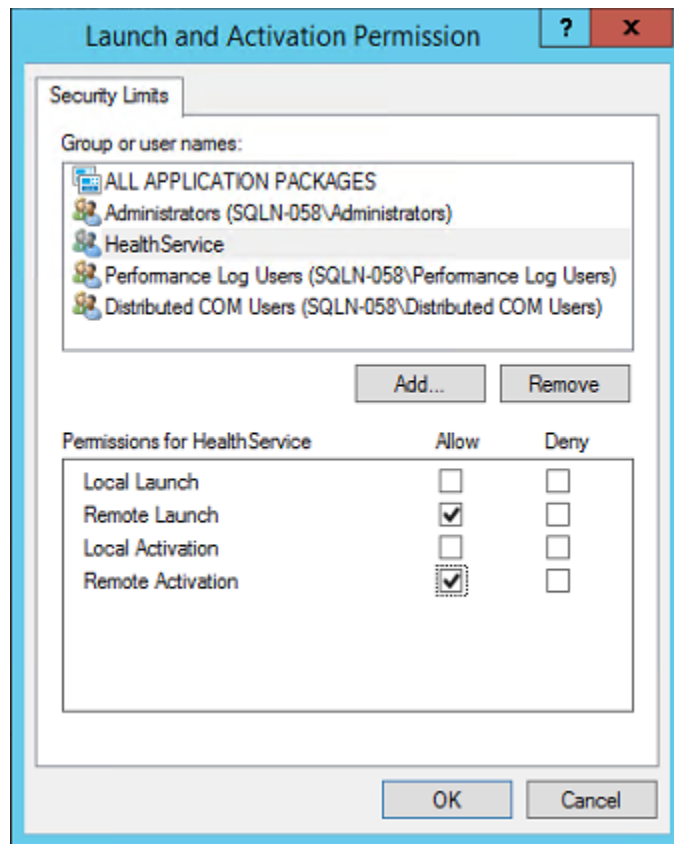 Launch and Activation Permission ? x
Security Limits
Group or user names:
ALL APPLICATION PACKAGES
Administrators (SQLN-058\Administrators)
HealthService
Performance Log Users (SQLN-058\Performance Log Users)
Distributed COM Users (SQLN-058\Distributed COM Users)
Add... Remove
Permissions for HealthService Allow Deny
Local Launch
Remote Launch
Local Activation
Remote Activation
OK Cancel